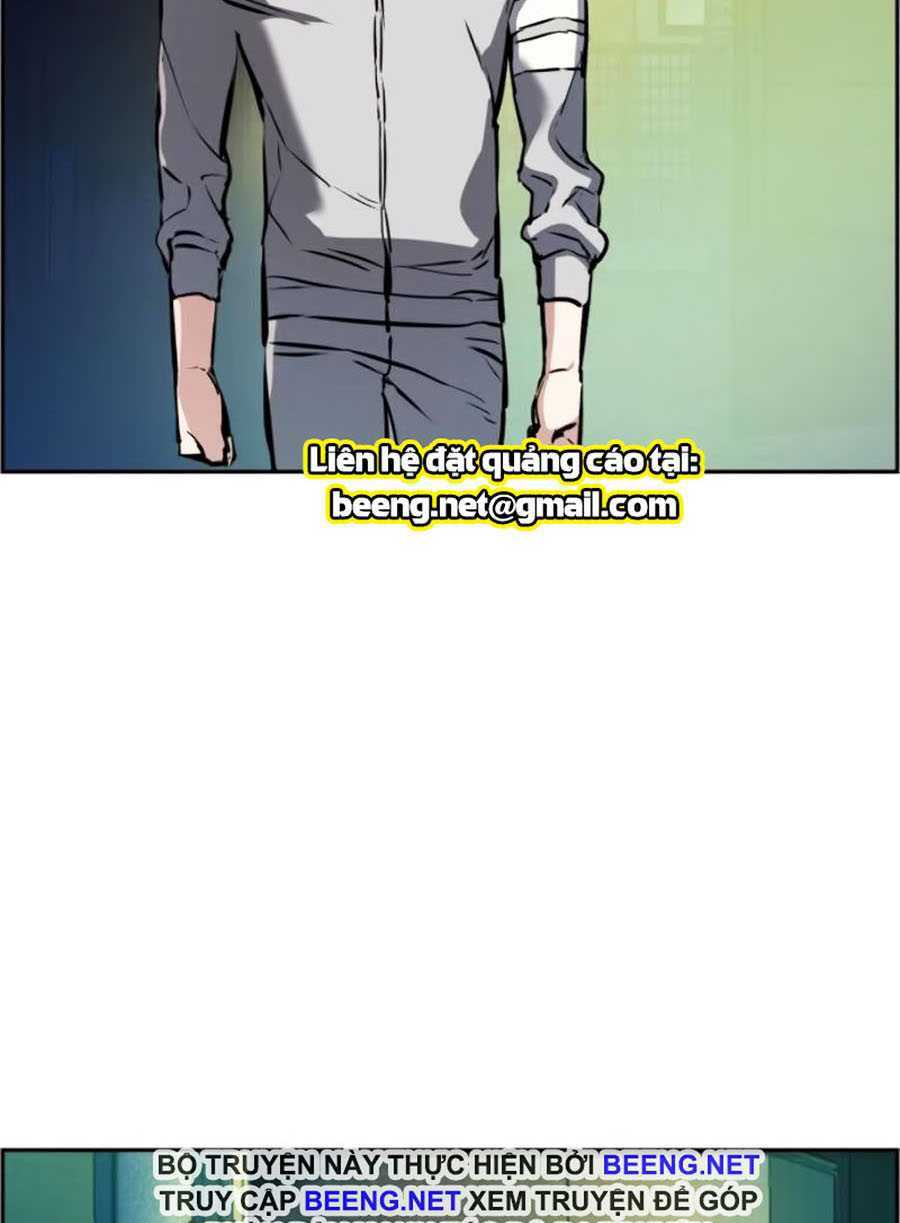 Liên hệ đặt quảng cáo tại:
beeng.net@gmail.com
BỘ TRUYỆN NÀY THỰC HIỆN BỞI BEENG.NET
TRUY CẬP BEENG.NET XEM TRUYỆN ĐỂ GÓP